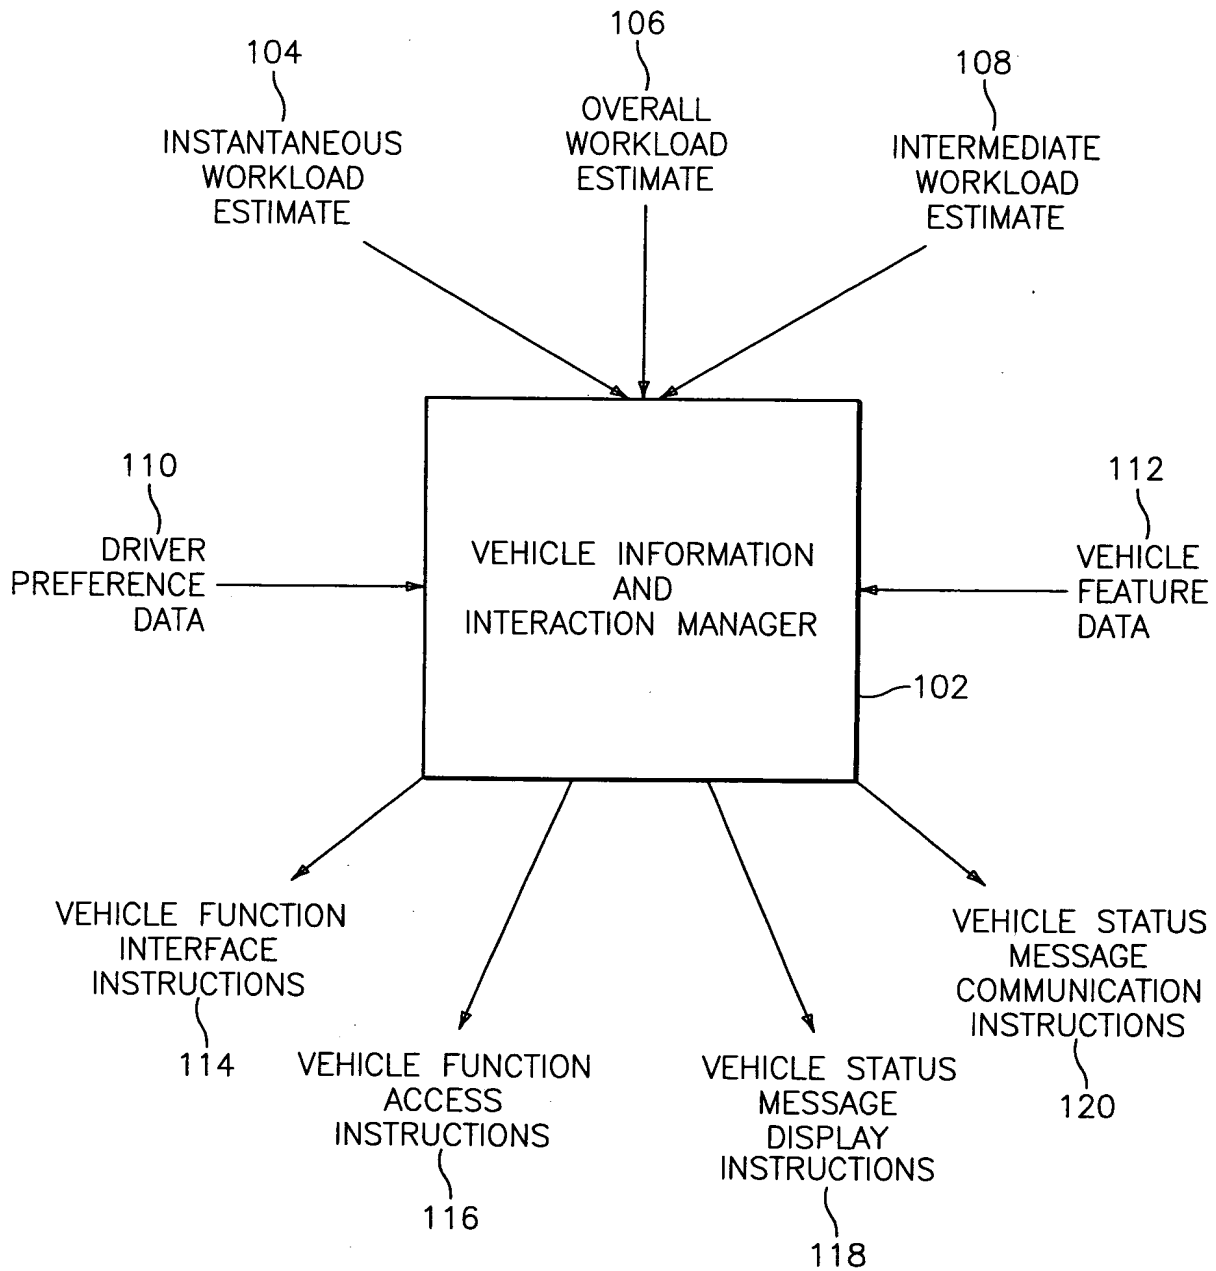 104
INSTANTANEOUS
WORKLOAD
ESTIMATE
106
OVERALL
WORKLOAD
ESTIMATE
108
INTERMEDIATE
WORKLOAD
ESTIMATE
110
DRIVER
PREFERENCE
DATA
VEHICLE INFORMATION
AND
INTERACTION MANAGER
112
VEHICLE
FEATURE
DATA
102
VEHICLE FUNCTION
INTERFACE
INSTRUCTIONS
114
VEHICLE FUNCTION
ACCESS
INSTRUCTIONS
116
VEHICLE STATUS
MESSAGE
DISPLAY
INSTRUCTIONS
118
VEHICLE STATUS
MESSAGE
COMMUNICATION
INSTRUCTIONS
120